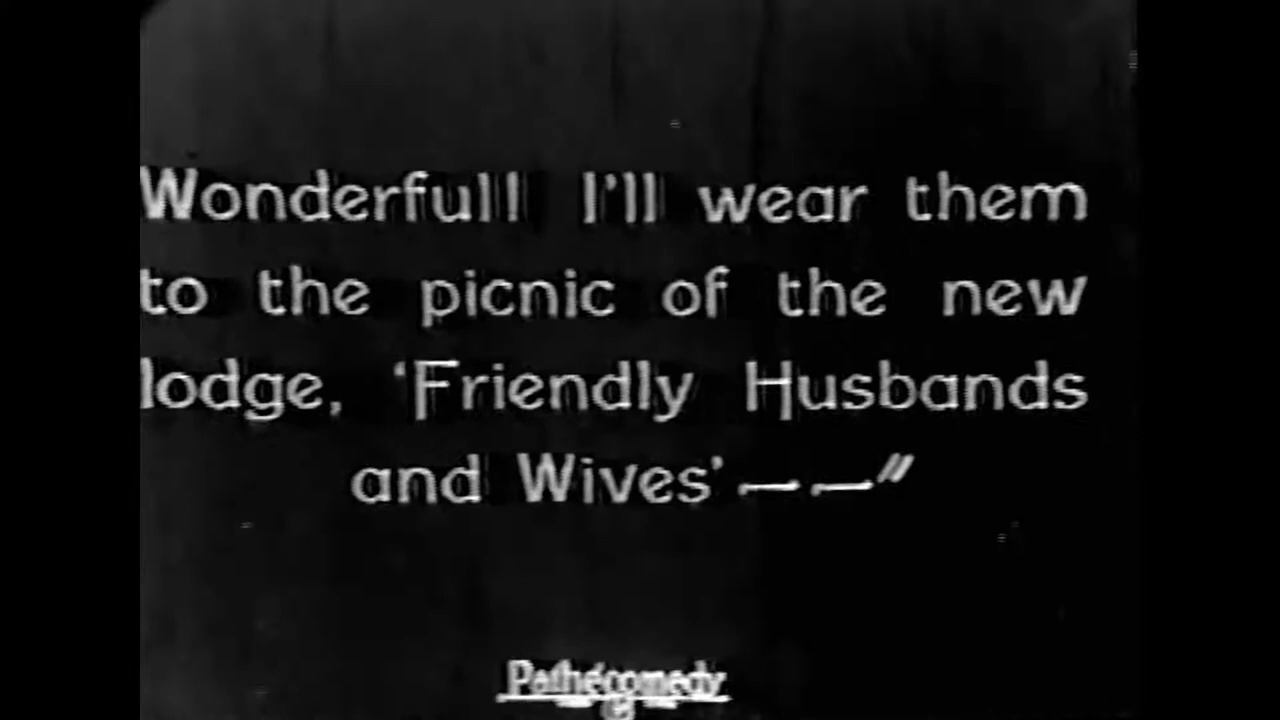 Wonderful! I'll wear them
to the picnic of the new
lodge, 'Friendly Husbands
and Wives' — —"
Pathécomedy